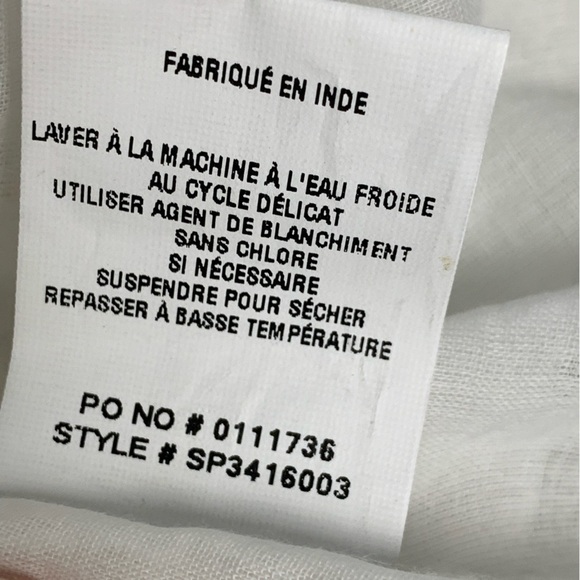 FABRIQUÉ EN INDE
LAVER À LA MACHINE À L'EAU FROIDE
AU CYCLE DÉLICAT
UTILISER AGENT DE BLANCHIMENT
SANS CHLORE
SI NÉCESSAIRE
SUSPENDRE POUR SÉCHER
REPASSER À BASSE TEMPÉRATURE
PO NO # 0111736
STYLE # SP3416003